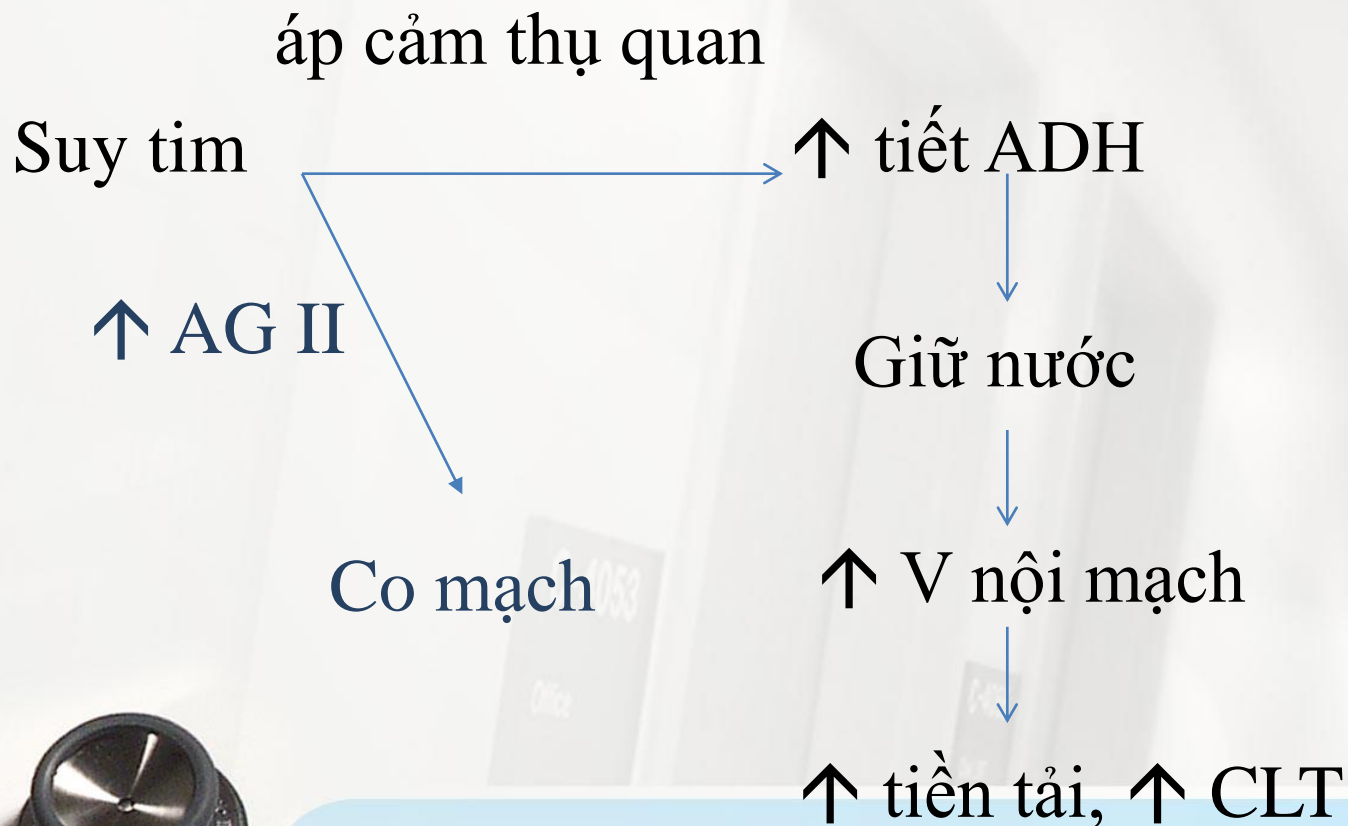 áp cảm thụ quan
Suy tim
↑ tiết ADH
↑ AG II
Giữ nước
Co mạch
↑ V nội mạch
↑ tiền tải, ↑ CLT